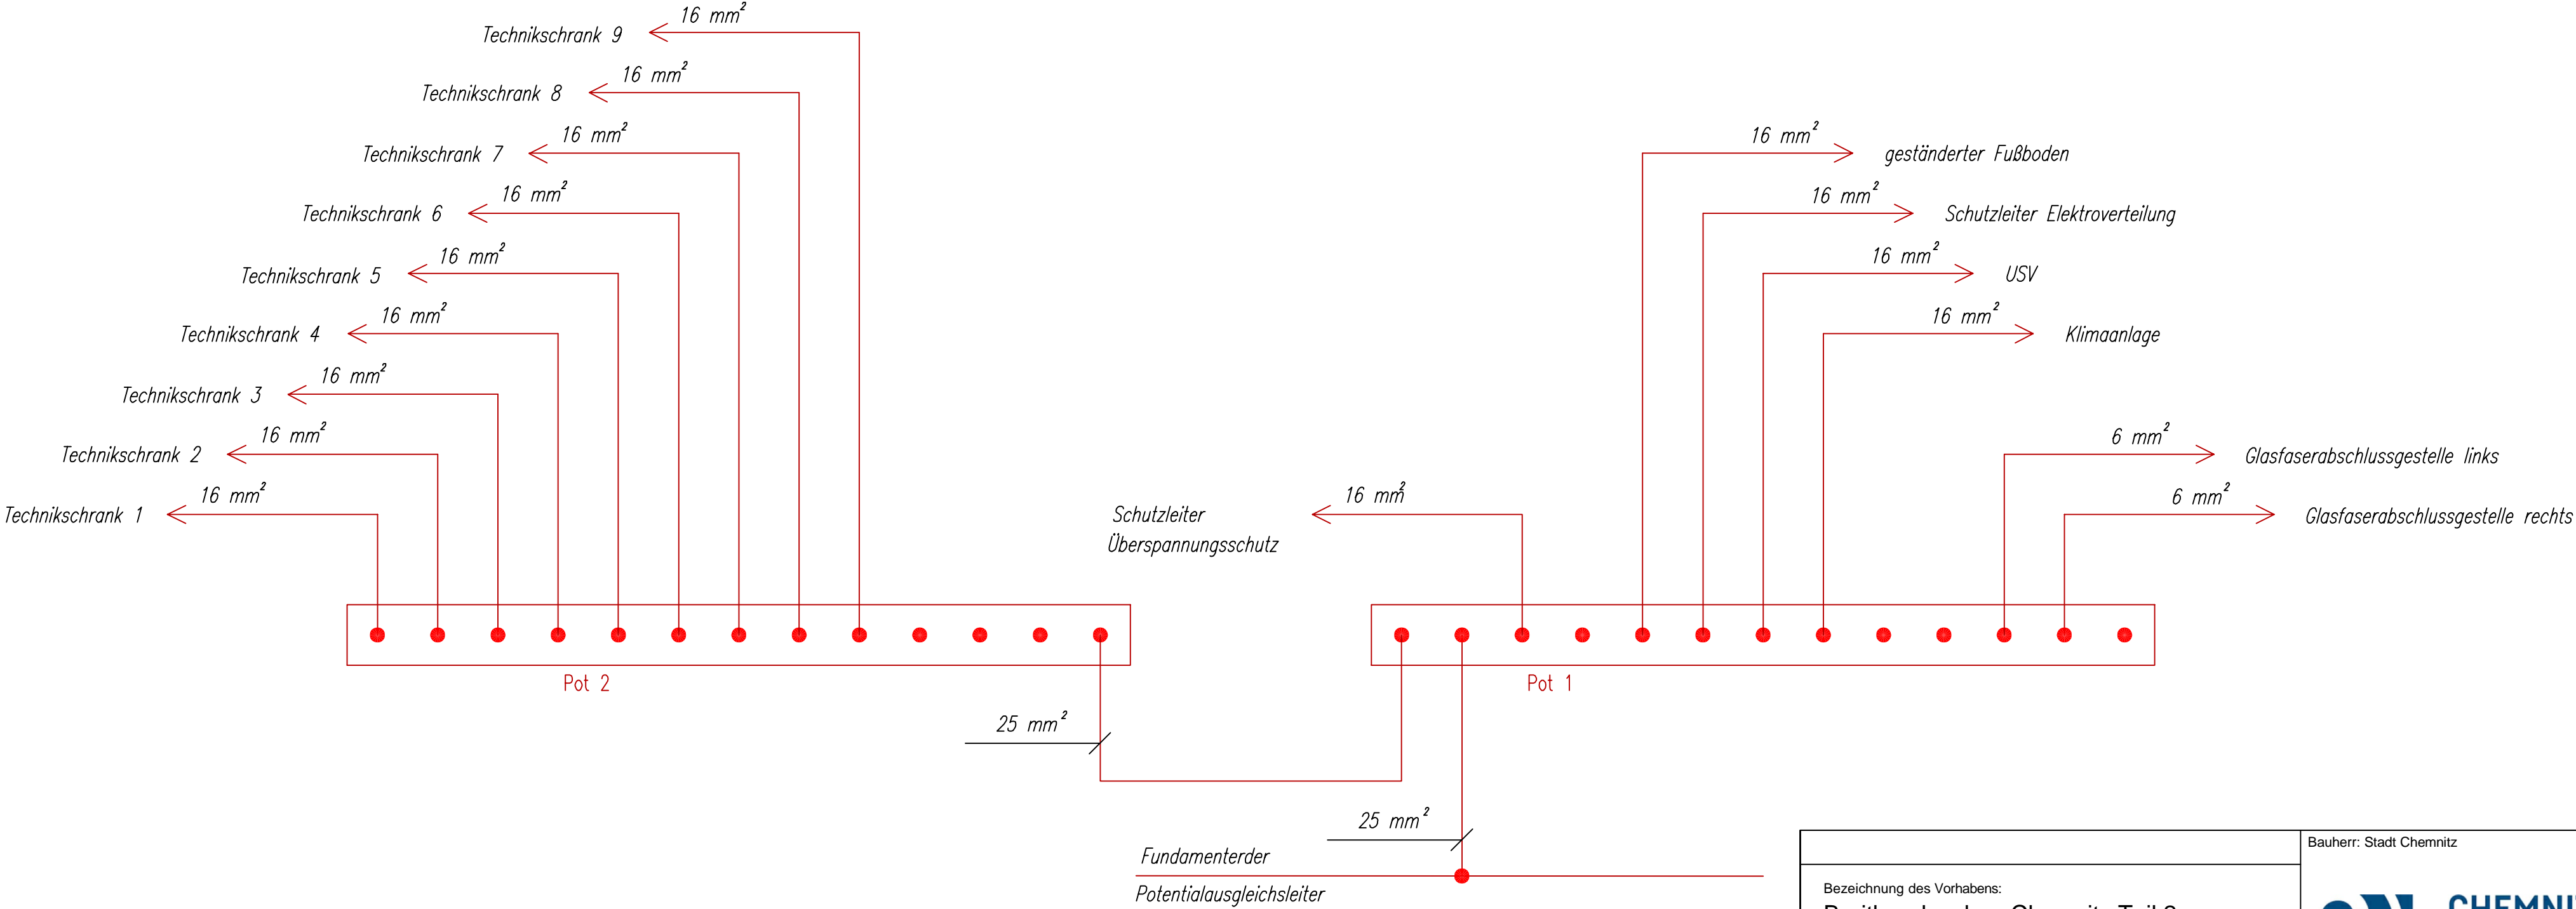 16 mm²
Technikschrank 9
16 mm²
Technikschrank 8
16 mm²
Technikschrank 7
16 mm²
Technikschrank 6
16 mm²
Technikschrank 5
16 mm²
Technikschrank 4
16 mm²
Technikschrank 3
16 mm²
Technikschrank 2
16 mm²
Technikschrank 1
16 mm²
geständerter Fußboden
16 mm²
Schutzleiter Elektroverteilung
16 mm²
USV
16 mm²
Klimaanlage
6 mm²
Glasfaserabschlussgestelle links
6 mm²
Glasfaserabschlussgestelle rechts
16 mm²
Schutzleiter
Überspannungsschutz
Pot 2
Pot 1
25 mm²
25 mm²
Fundamenterder
Potentialausgleichsleiter
Bauherr: Stadt Chemnitz
Bezeichnung des Vorhabens: